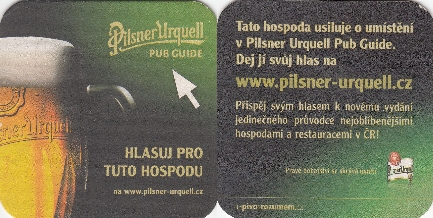 Pilsner Urquell
PUB GUIDE
HLASUJ PRO
TUTO HOSPODU
na www.pilsner-urquell.cz
Tato hospoda usiluje o umístění
v Pilsner Urquell Pub Guide.
Dej jí svůj hlas na
www.pilsner-urquell.cz
Přispěj svým hlasem k novému vydání
jedinečného průvodce nejoblíbenějšími
hospodami a restauracemi v ČR!